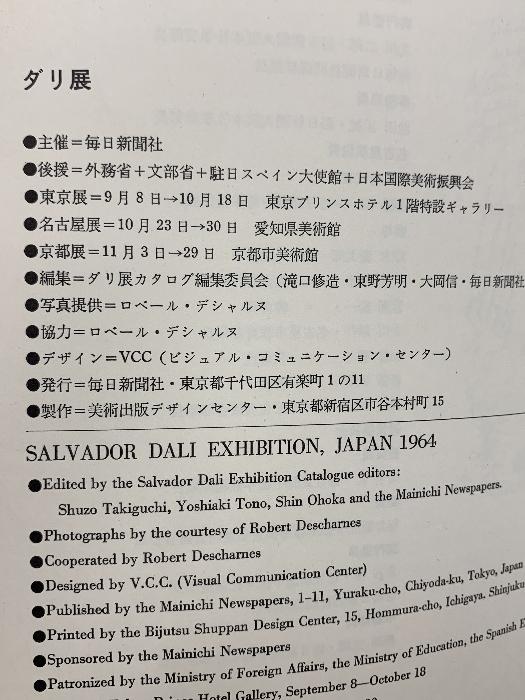 ダリ展
●主催＝毎日新聞社
●後援＝外務省＋文部省＋駐日スペイン大使館＋日本国際美術振興会
●東京展＝9月8日→10月18日　東京プリンスホテル1階特設ギャラリー
●名古屋展＝10月23日→30日　愛知県美術館
●京都展＝11月3日→29日　京都市美術館
●編集＝ダリ展カタログ編集委員会（滝口修造・東野芳明・大岡信・毎日新聞社
●写真提供＝ロベール・デシャルヌ
●協力＝ロベール・デシャルヌ
●デザイン＝VCC（ビジュアル・コミュニケーション・センター）
●発行＝毎日新聞社・東京都千代田区有楽町1の11
●製作＝美術出版デザインセンター・東京都新宿区市谷本村町15
SALVADOR DALI EXHIBITION, JAPAN 1964
●Edited by the Salvador Dali Exhibition Catalogue editors:
Shuzo Takiguchi, Yoshiaki Tono, Shin Ohoka and the Mainichi Newspapers.
●Photographs by the courtesy of Robert Descharnes
●Cooperated by Robert Descharnes
●Designed by V.C.C. (Visual Communication Center)
●Published by the Mainichi Newspapers, 1-11, Yuraku-cho, Chiyoda-ku, Tokyo, Japan
●Printed by the Bijutsu Shuppan Design Center, 15, Hommura-cho, Ichigaya. Shinjuku
●Sponsored by the Mainichi Newspapers
●Patronized by the Ministry of Foreign Affairs, the Ministry of Education, the Spanish E
Hotel Gallery, September 8—October 18